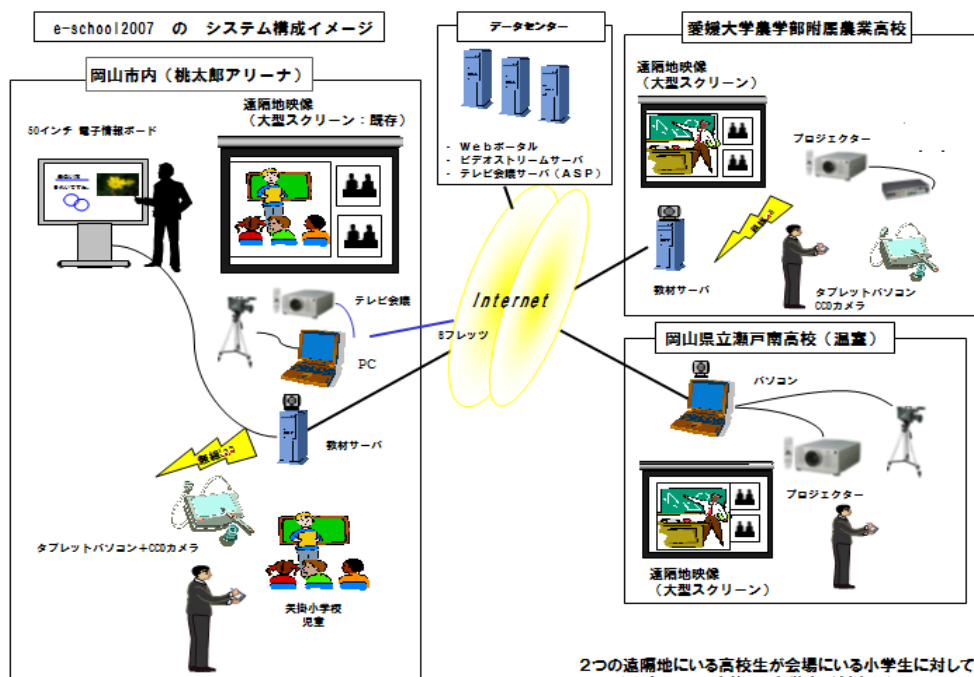 e-school2007 の システム構成イメージ
岡山市内（桃太郎アリーナ）
50インチ 電子情報ボード
遠隔地映像
（大型スクリーン：既存）
テレビ会議
PC
教材サーバ
無線
タブレットパソコン＋CCDカメラ
矢掛小学校
児童
データセンター
- Ｗｅｂポータル
- ビデオストリームサーバ
- テレビ会議サーバ（ＡＳＰ）
Internet
Bフレッツ
愛媛大学農学部附属農業高校
遠隔地映像
（大型スクリーン）
プロジェクター
無線
教材サーバ
タブレットパソコン
CCDカメラ
岡山県立瀬戸南高校（温室）
パソコン
プロジェクター
遠隔地映像
（大型スクリーン）
２つの遠隔地にいる高校生が会場にいる小学生に対して